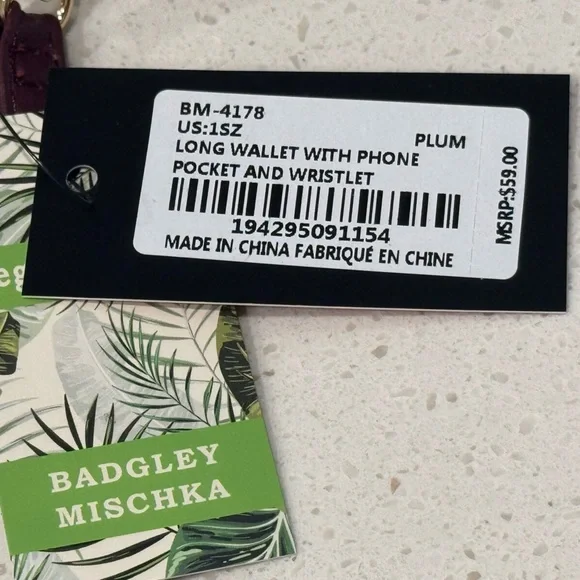 BM-4178
US:1SZ PLUM
LONG WALLET WITH PHONE
POCKET AND WRISTLET
194295091154
MADE IN CHINA FABRIQUÉ EN CHINE
MSRP:$59.00
eg
BADGLEY
MISCHKA